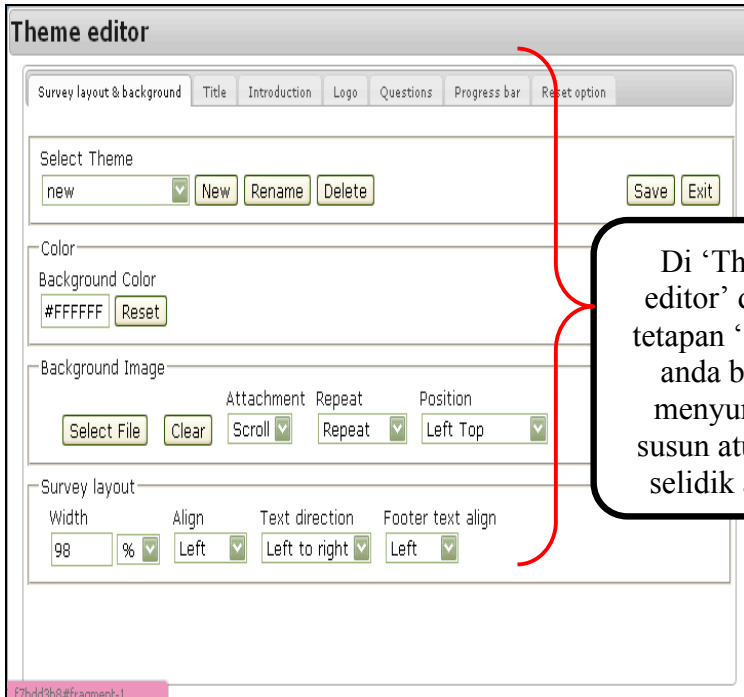 Theme editor
Survey layout & background Title Introduction Logo Questions Progress bar Reset option
Select Theme
new New Rename Delete Save Exit
Color
Background Color
#FFFFFF Reset
Background Image
Attachment Repeat Position
Select File Clear Scroll Repeat Left Top
Survey layout
Width Align Text direction Footer text align
98 % Left Left to right Left
Di
editor’
tetapan
anda
susun
selidik
f7bdd3b8#fragment-1